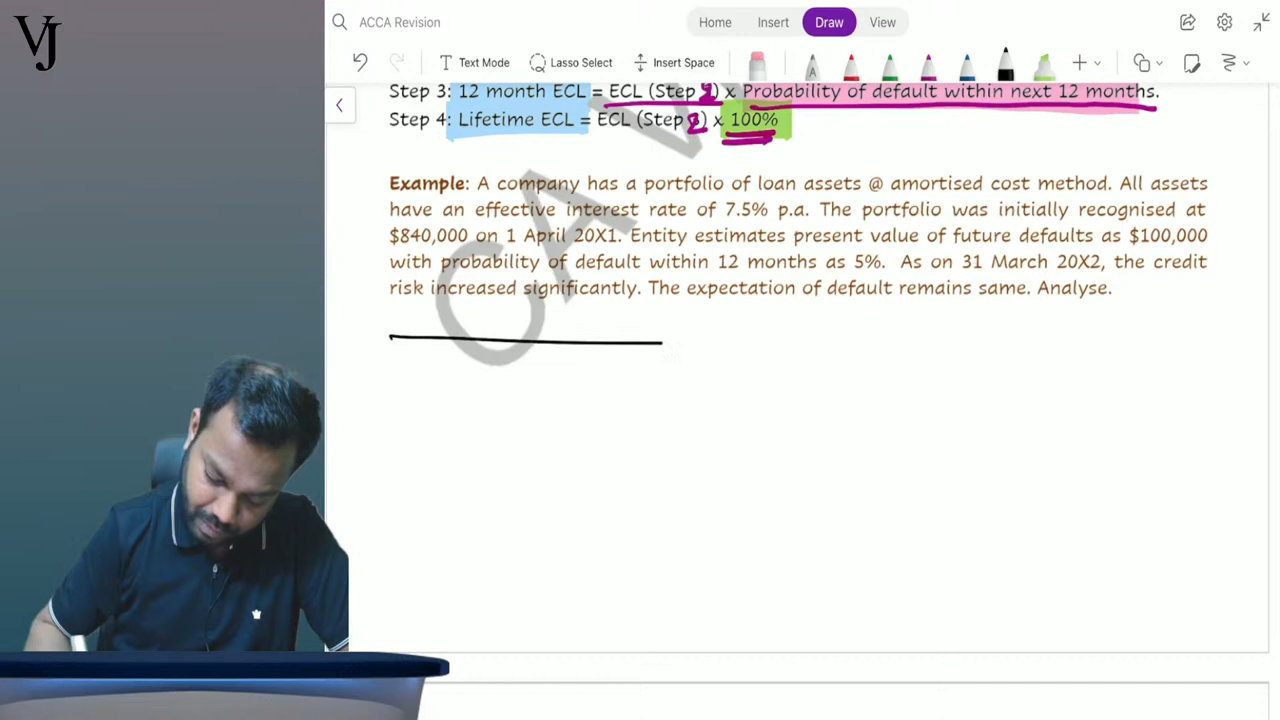 VJ
ACCA Revision
Home Insert Draw View
Text Mode Lasso Select Insert Space
Step 3: 12 month ECL = ECL (Step 2) x Probability of default within next 12 months.
Step 4: Lifetime ECL = ECL (Step 2) x 100%
Example: A company has a portfolio of loan assets @ amortised cost method. All assets
have an effective interest rate of 7.5% p.a. The portfolio was initially recognised at
$840,000 on 1 April 20X1. Entity estimates present value of future defaults as $100,000
with probability of default within 12 months as 5%. As on 31 March 20X2, the credit
risk increased significantly. The expectation of default remains same. Analyse.
CA V